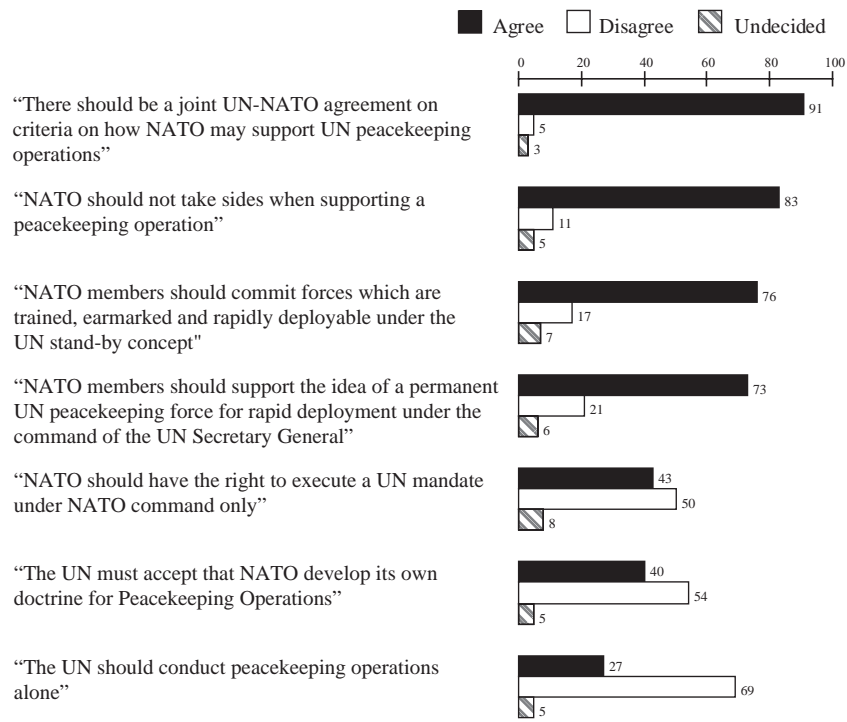 Agree Disagree Undecided
0 20 40 60 80 100
“There should be a joint UN-NATO agreement on
criteria on how NATO may support UN peacekeeping
operations”
91
5
3
“NATO should not take sides when supporting a
peacekeeping operation”
83
11
5
“NATO members should commit forces which are
trained, earmarked and rapidly deployable under the
UN stand-by concept"
76
17
7
“NATO members should support the idea of a permanent
UN peacekeeping force for rapid deployment under the
command of the UN Secretary General”
73
21
6
“NATO should have the right to execute a UN mandate
under NATO command only”
43
50
8
“The UN must accept that NATO develop its own
doctrine for Peacekeeping Operations”
40
54
5
“The UN should conduct peacekeeping operations
alone”
27
69
5